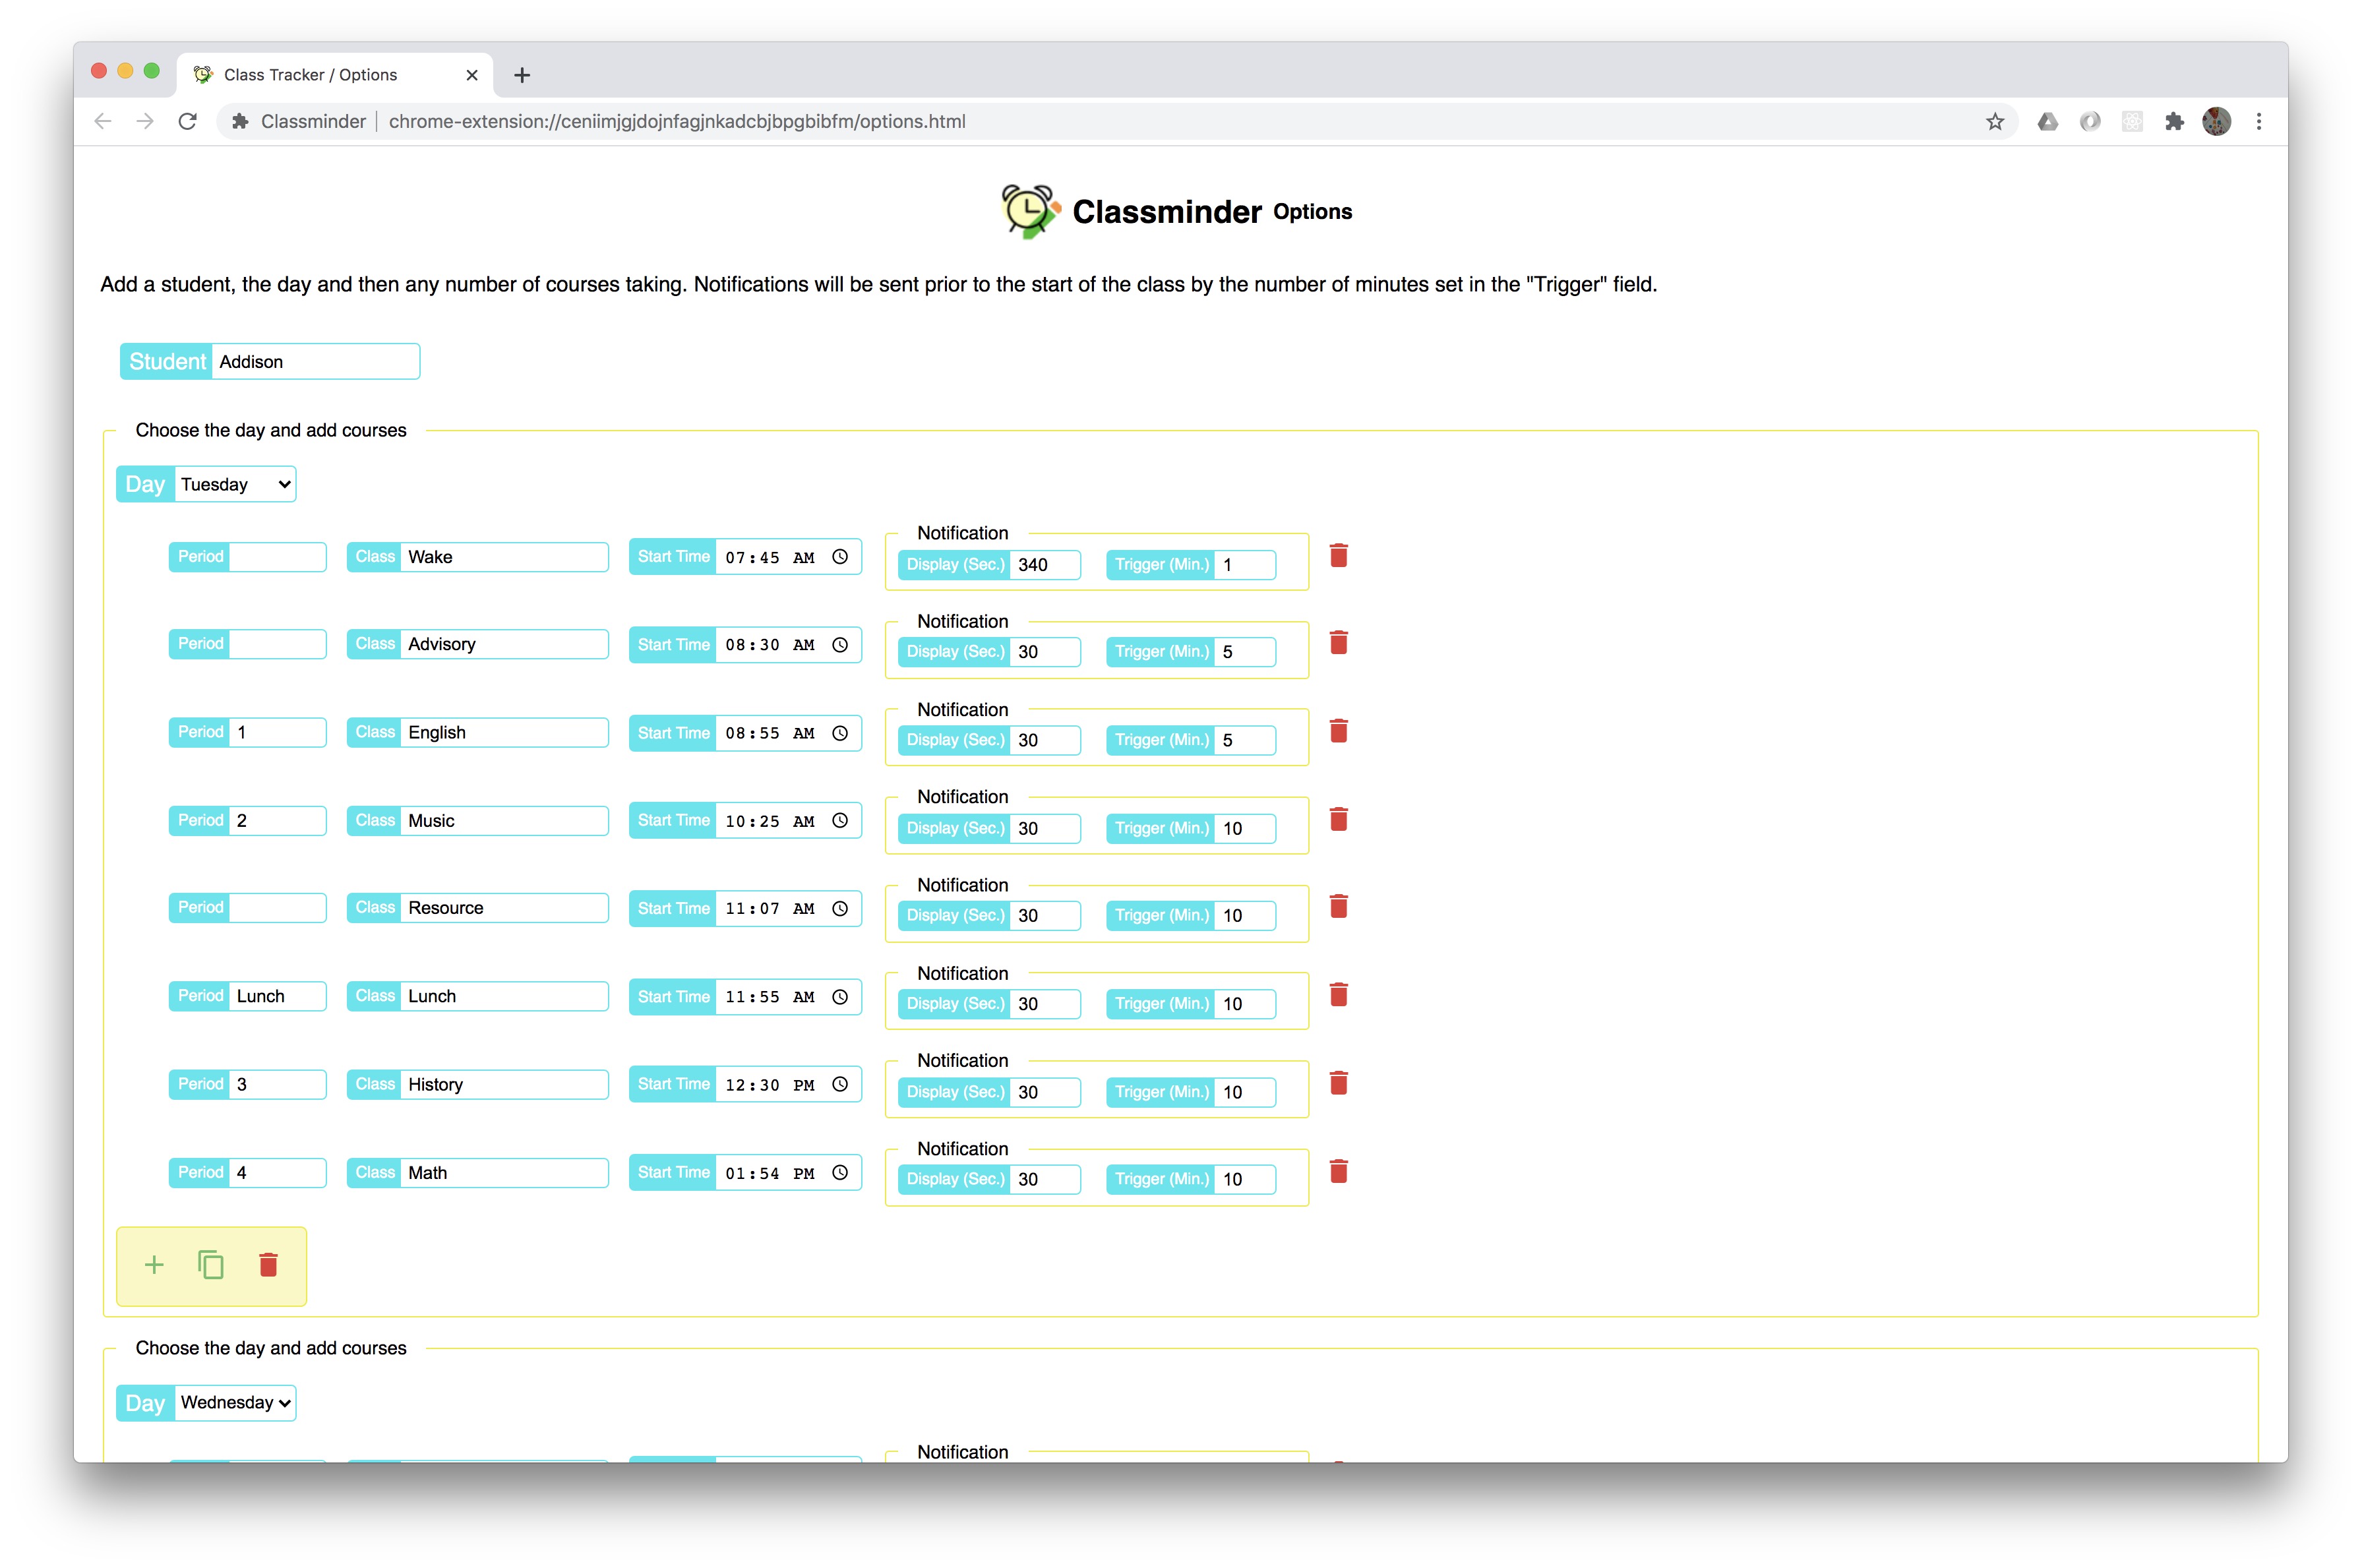 Class Tracker / Options
Classminder | chrome-extension://ceniimjgjdojnfagjnkadcbjbpgbibfm/options.html
Classminder Options
Add a student, the day and then any number of courses taking. Notifications will be sent prior to the start of the class by the number of minutes set in the "Trigger" field.
Student Addison
Choose the day and add courses
Day Tuesday
Notification
Period Class Wake Start Time 07:45 AM Display (Sec.) 340 Trigger (Min.) 1
Notification
Period Class Advisory Start Time 08:30 AM Display (Sec.) 30 Trigger (Min.) 5
Notification
Period 1 Class English Start Time 08:55 AM Display (Sec.) 30 Trigger (Min.) 5
Notification
Period 2 Class Music Start Time 10:25 AM Display (Sec.) 30 Trigger (Min.) 10
Notification
Period Class Resource Start Time 11:07 AM Display (Sec.) 30 Trigger (Min.) 10
Notification
Period Lunch Class Lunch Start Time 11:55 AM Display (Sec.) 30 Trigger (Min.) 10
Notification
Period 3 Class History Start Time 12:30 PM Display (Sec.) 30 Trigger (Min.) 10
Notification
Period 4 Class Math Start Time 01:54 PM Display (Sec.) 30 Trigger (Min.) 10
Choose the day and add courses
Day Wednesday
Notification